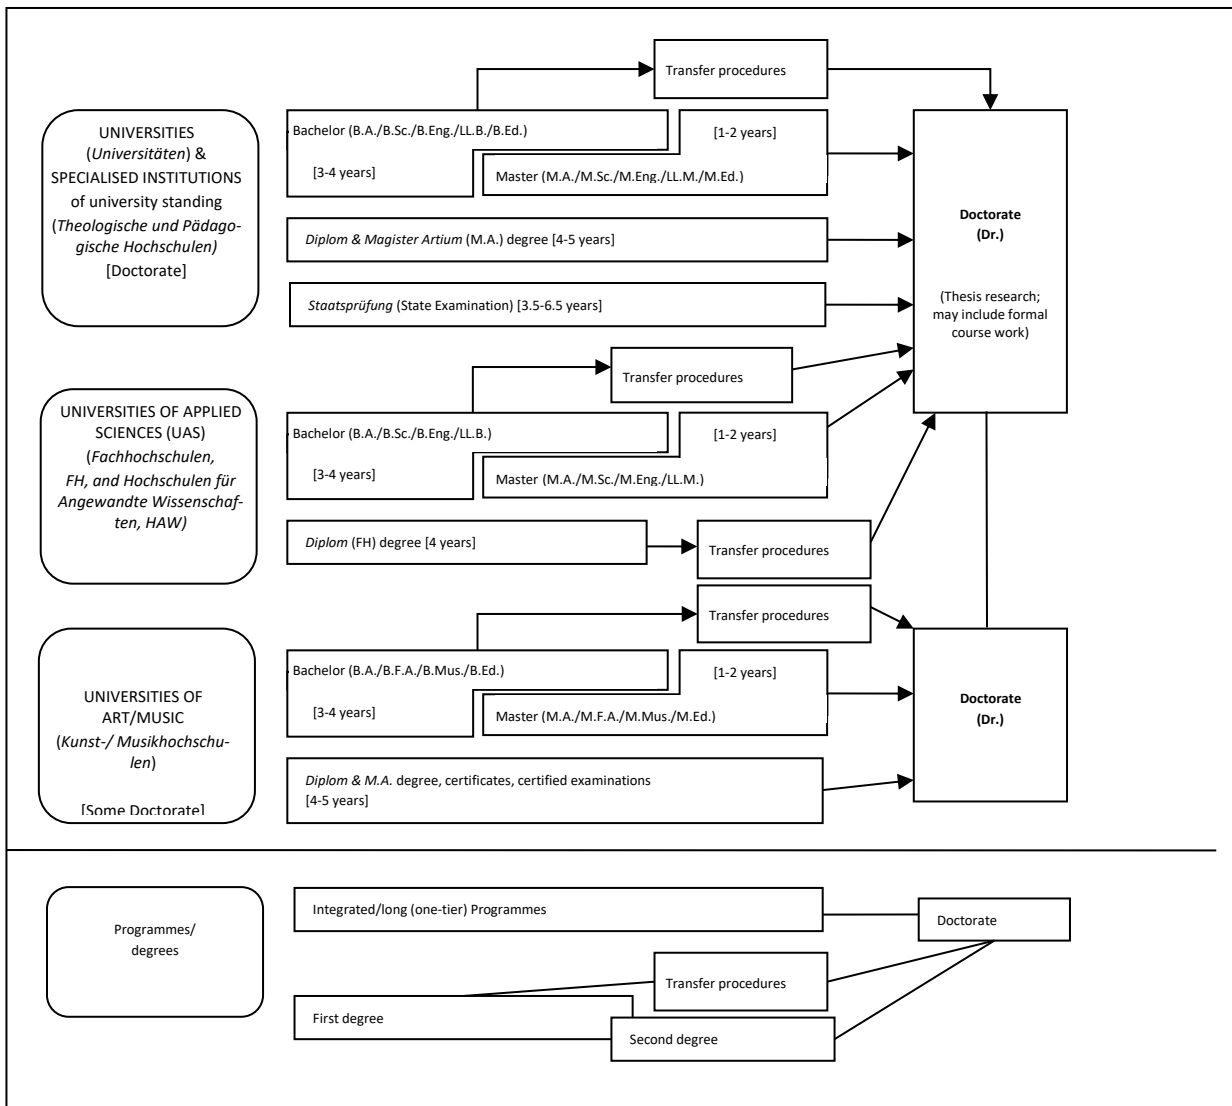 Transfer procedures
UNIVERSITIES
(Universitäten) &
SPECIALISED INSTITUTIONS
of university standing
(Theologische und Pädago-
gische Hochschulen)
[Doctorate]
Bachelor (B.A./B.Sc./B.Eng./LL.B./B.Ed.)
[1-2 years]
[3-4 years]
Master (M.A./M.Sc./M.Eng./LL.M./M.Ed.)
Diplom & Magister Artium (M.A.) degree [4-5 years]
Staatsprüfung (State Examination) [3.5-6.5 years]
Doctorate
(Dr.)
(Thesis research;
may include formal
course work)
Transfer procedures
UNIVERSITIES OF APPLIED
SCIENCES (UAS)
(Fachhochschulen,
FH, and Hochschulen für
Angewandte Wissenschaf-
ten, HAW)
Bachelor (B.A./B.Sc./B.Eng./LL.B.)
[1-2 years]
[3-4 years]
Master (M.A./M.Sc./M.Eng./LL.M.)
Diplom (FH) degree [4 years]
Transfer procedures
Transfer procedures
UNIVERSITIES OF
ART/MUSIC
(Kunst-/ Musikhochschu-
len)
[Some Doctorate]
Bachelor (B.A./B.F.A./B.Mus./B.Ed.)
[1-2 years]
[3-4 years]
Master (M.A./M.F.A./M.Mus./M.Ed.)
Diplom & M.A. degree, certificates, certified examinations
[4-5 years]
Doctorate
(Dr.)
Programmes/
degrees
Integrated/long (one-tier) Programmes
Doctorate
Transfer procedures
First degree
Second degree